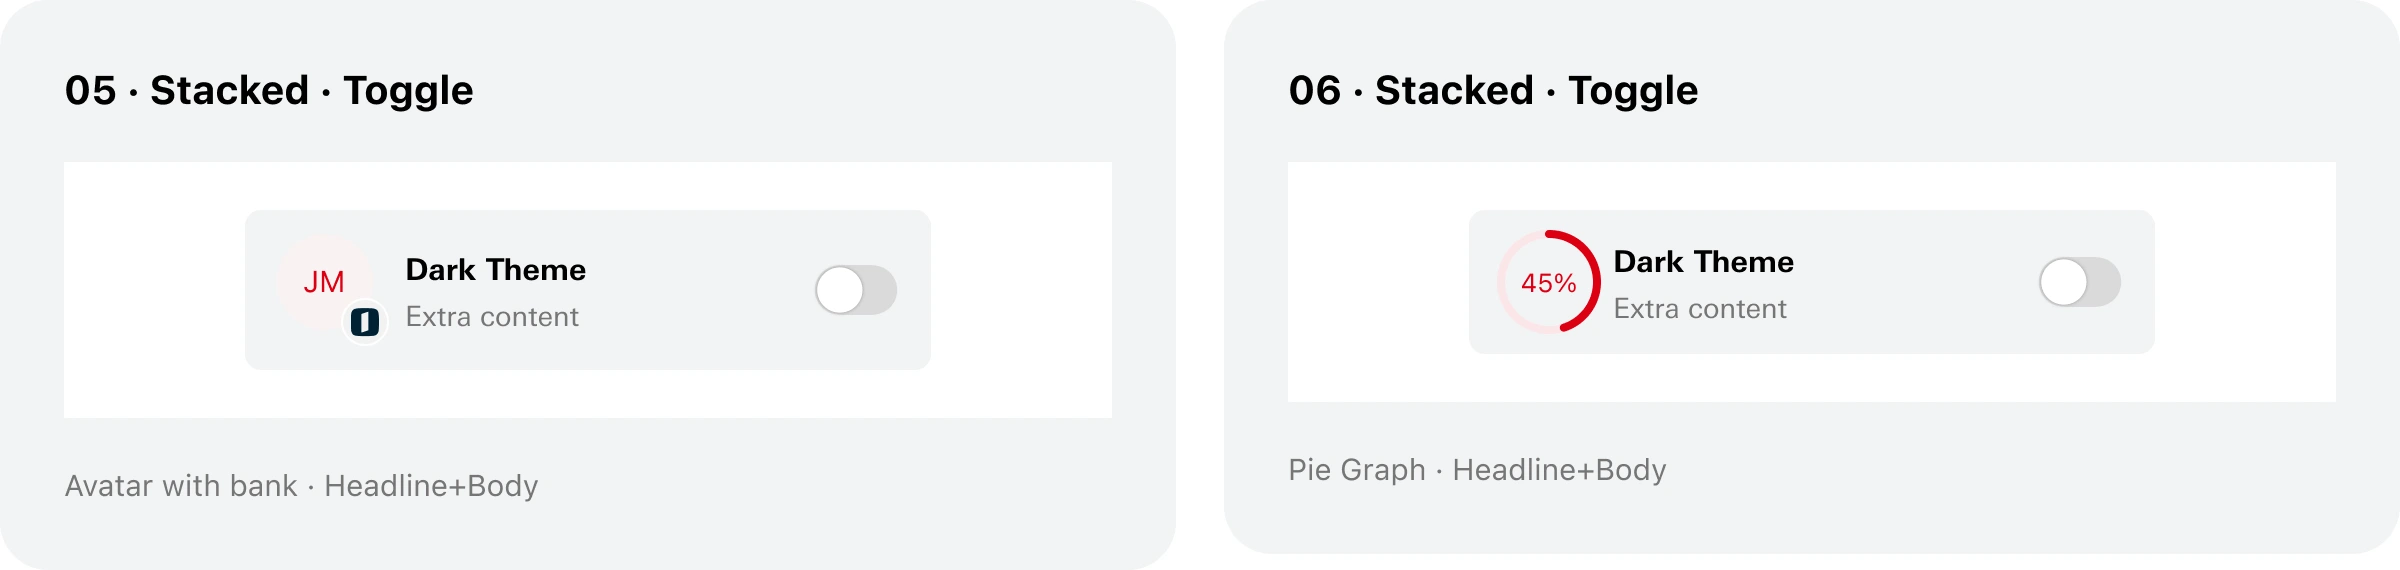 05 · Stacked · Toggle
JM
Dark Theme
Extra content
Avatar with bank · Headline+Body
06 · Stacked · Toggle
45%
Dark Theme
Extra content
Pie Graph · Headline+Body